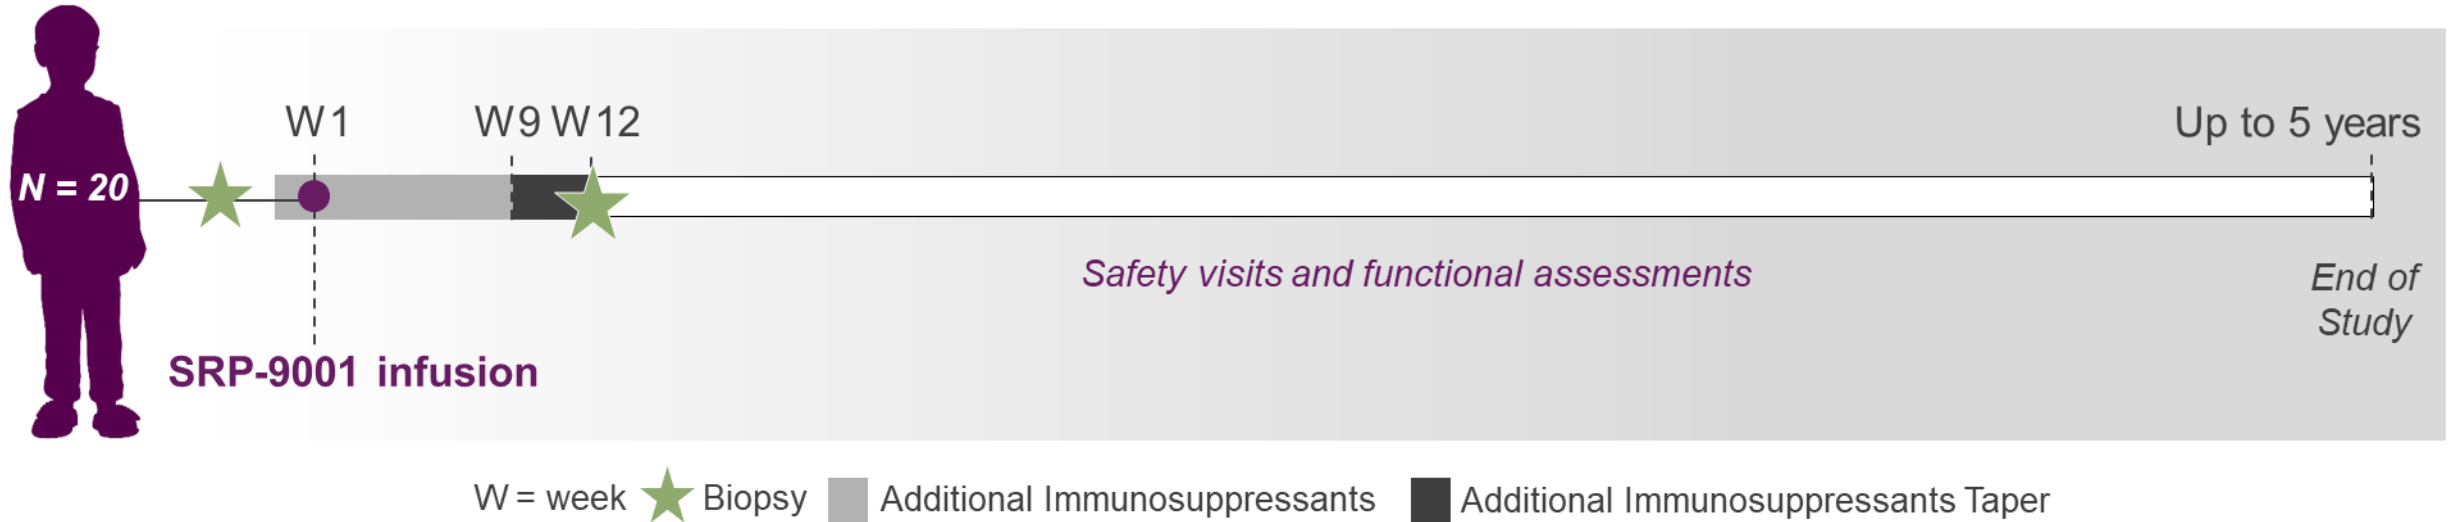 W1
W9
W12
Up to 5 years
N = 20
Safety visits and functional assessments
End of
Study
SRP-9001 infusion
W = week
Biopsy
Additional Immunosuppressants
Additional Immunosuppressants Taper